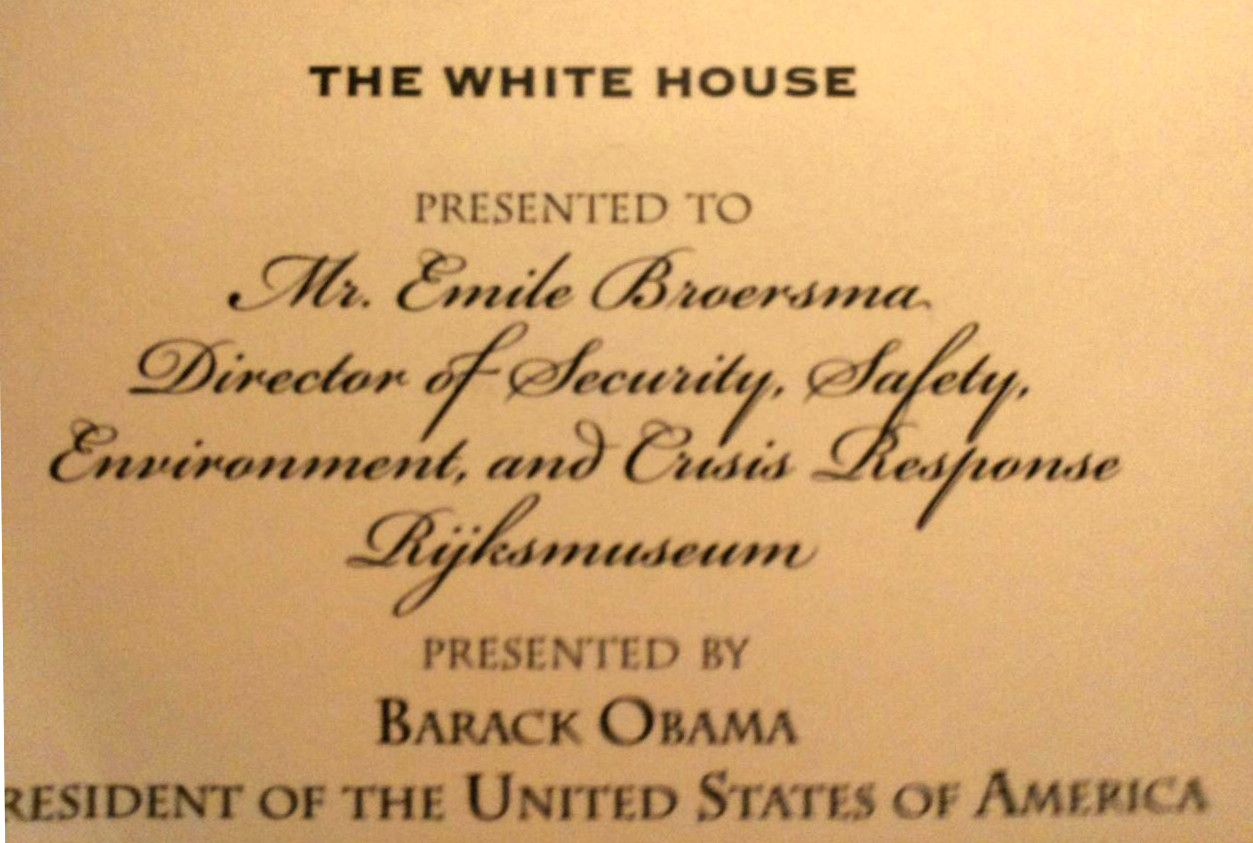 THE WHITE HOUSE
PRESENTED TO
Mr. Emile Broersma
Director of Security, Safety,
Environment, and Crisis Response
Rijksmuseum
PRESENTED BY
BARACK OBAMA
RESIDENT OF THE UNITED STATES OF AMERICA